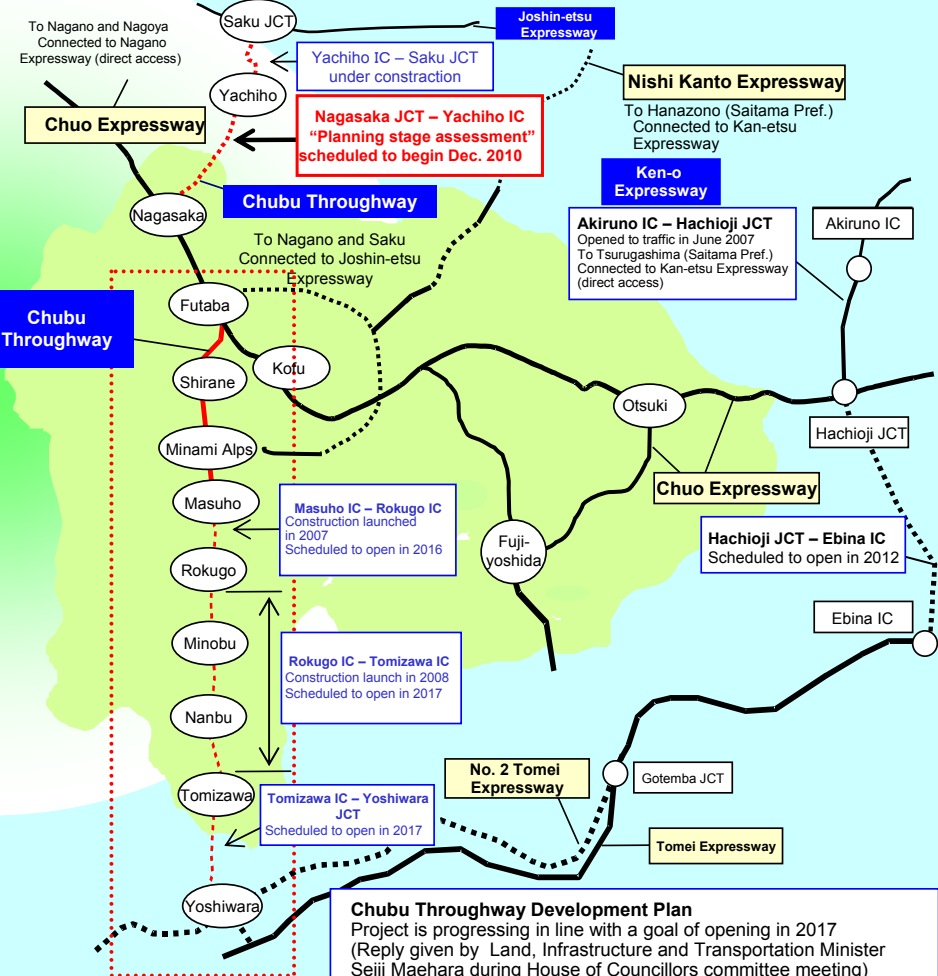 Saku JCT
Joshin-etsu
Expressway
To Nagano and Nagoya
Connected to Nagano
Expressway (direct access)
Yachiho IC – Saku JCT
under constraction
Yachiho
Nishi Kanto Expressway
To Hanazono (Saitama Pref.)
Connected to Kan-etsu
Expressway
Chuo Expressway
Nagasaka JCT – Yachiho IC
“Planning stage assessment”
scheduled to begin Dec. 2010
Ken-o
Expressway
Chubu Throughway
Nagasaka
Akiruno IC – Hachioji JCT
Opened to traffic in June 2007
To Tsurugashima (Saitama Pref.)
Connected to Kan-etsu Expressway
(direct access)
Akiruno IC
To Nagano and Saku
Connected to Joshin-etsu
Expressway
Futaba
Chubu
Throughway
Kofu
Shirane
Otsuki
Hachioji JCT
Minami Alps
Chuo Expressway
Masuho
Masuho IC – Rokugo IC
Construction launched
in 2007
Scheduled to open in 2016
Fuji-
yoshida
Hachioji JCT – Ebina IC
Scheduled to open in 2012
Rokugo
Ebina IC
Minobu
Rokugo IC – Tomizawa IC
Construction launch in 2008
Scheduled to open in 2017
Nanbu
No. 2 Tomei
Expressway
Gotemba JCT
Tomizawa
Tomizawa IC – Yoshiwara
JCT
Scheduled to open in 2017
Tomei Expressway
Yoshiwara
Chubu Throughway Development Plan
Project is progressing in line with a goal of opening in 2017
(Reply given by Land, Infrastructure and Transportation Minister
Seiji Maehara during House of Councillors committee meeting)